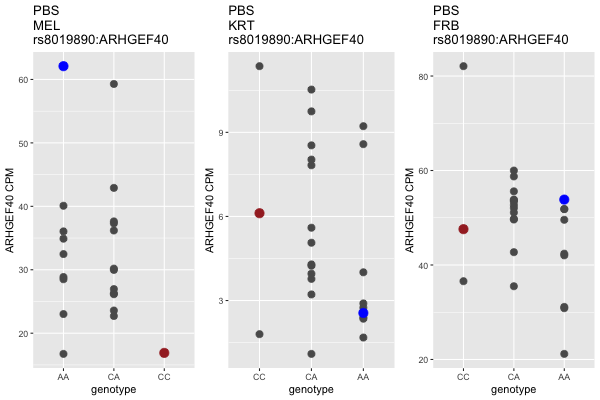 PBS
MEL
rs8019890:ARHGEF40
ARHGEF40 CPM
60
50
40
30
20
AA
CA
CC
genotype
PBS
KRT
rs8019890:ARHGEF40
ARHGEF40 CPM
9
6
3
CC
CA
AA
genotype
PBS
FRB
rs8019890:ARHGEF40
ARHGEF40 CPM
80
60
40
20
CC
CA
AA
genotype